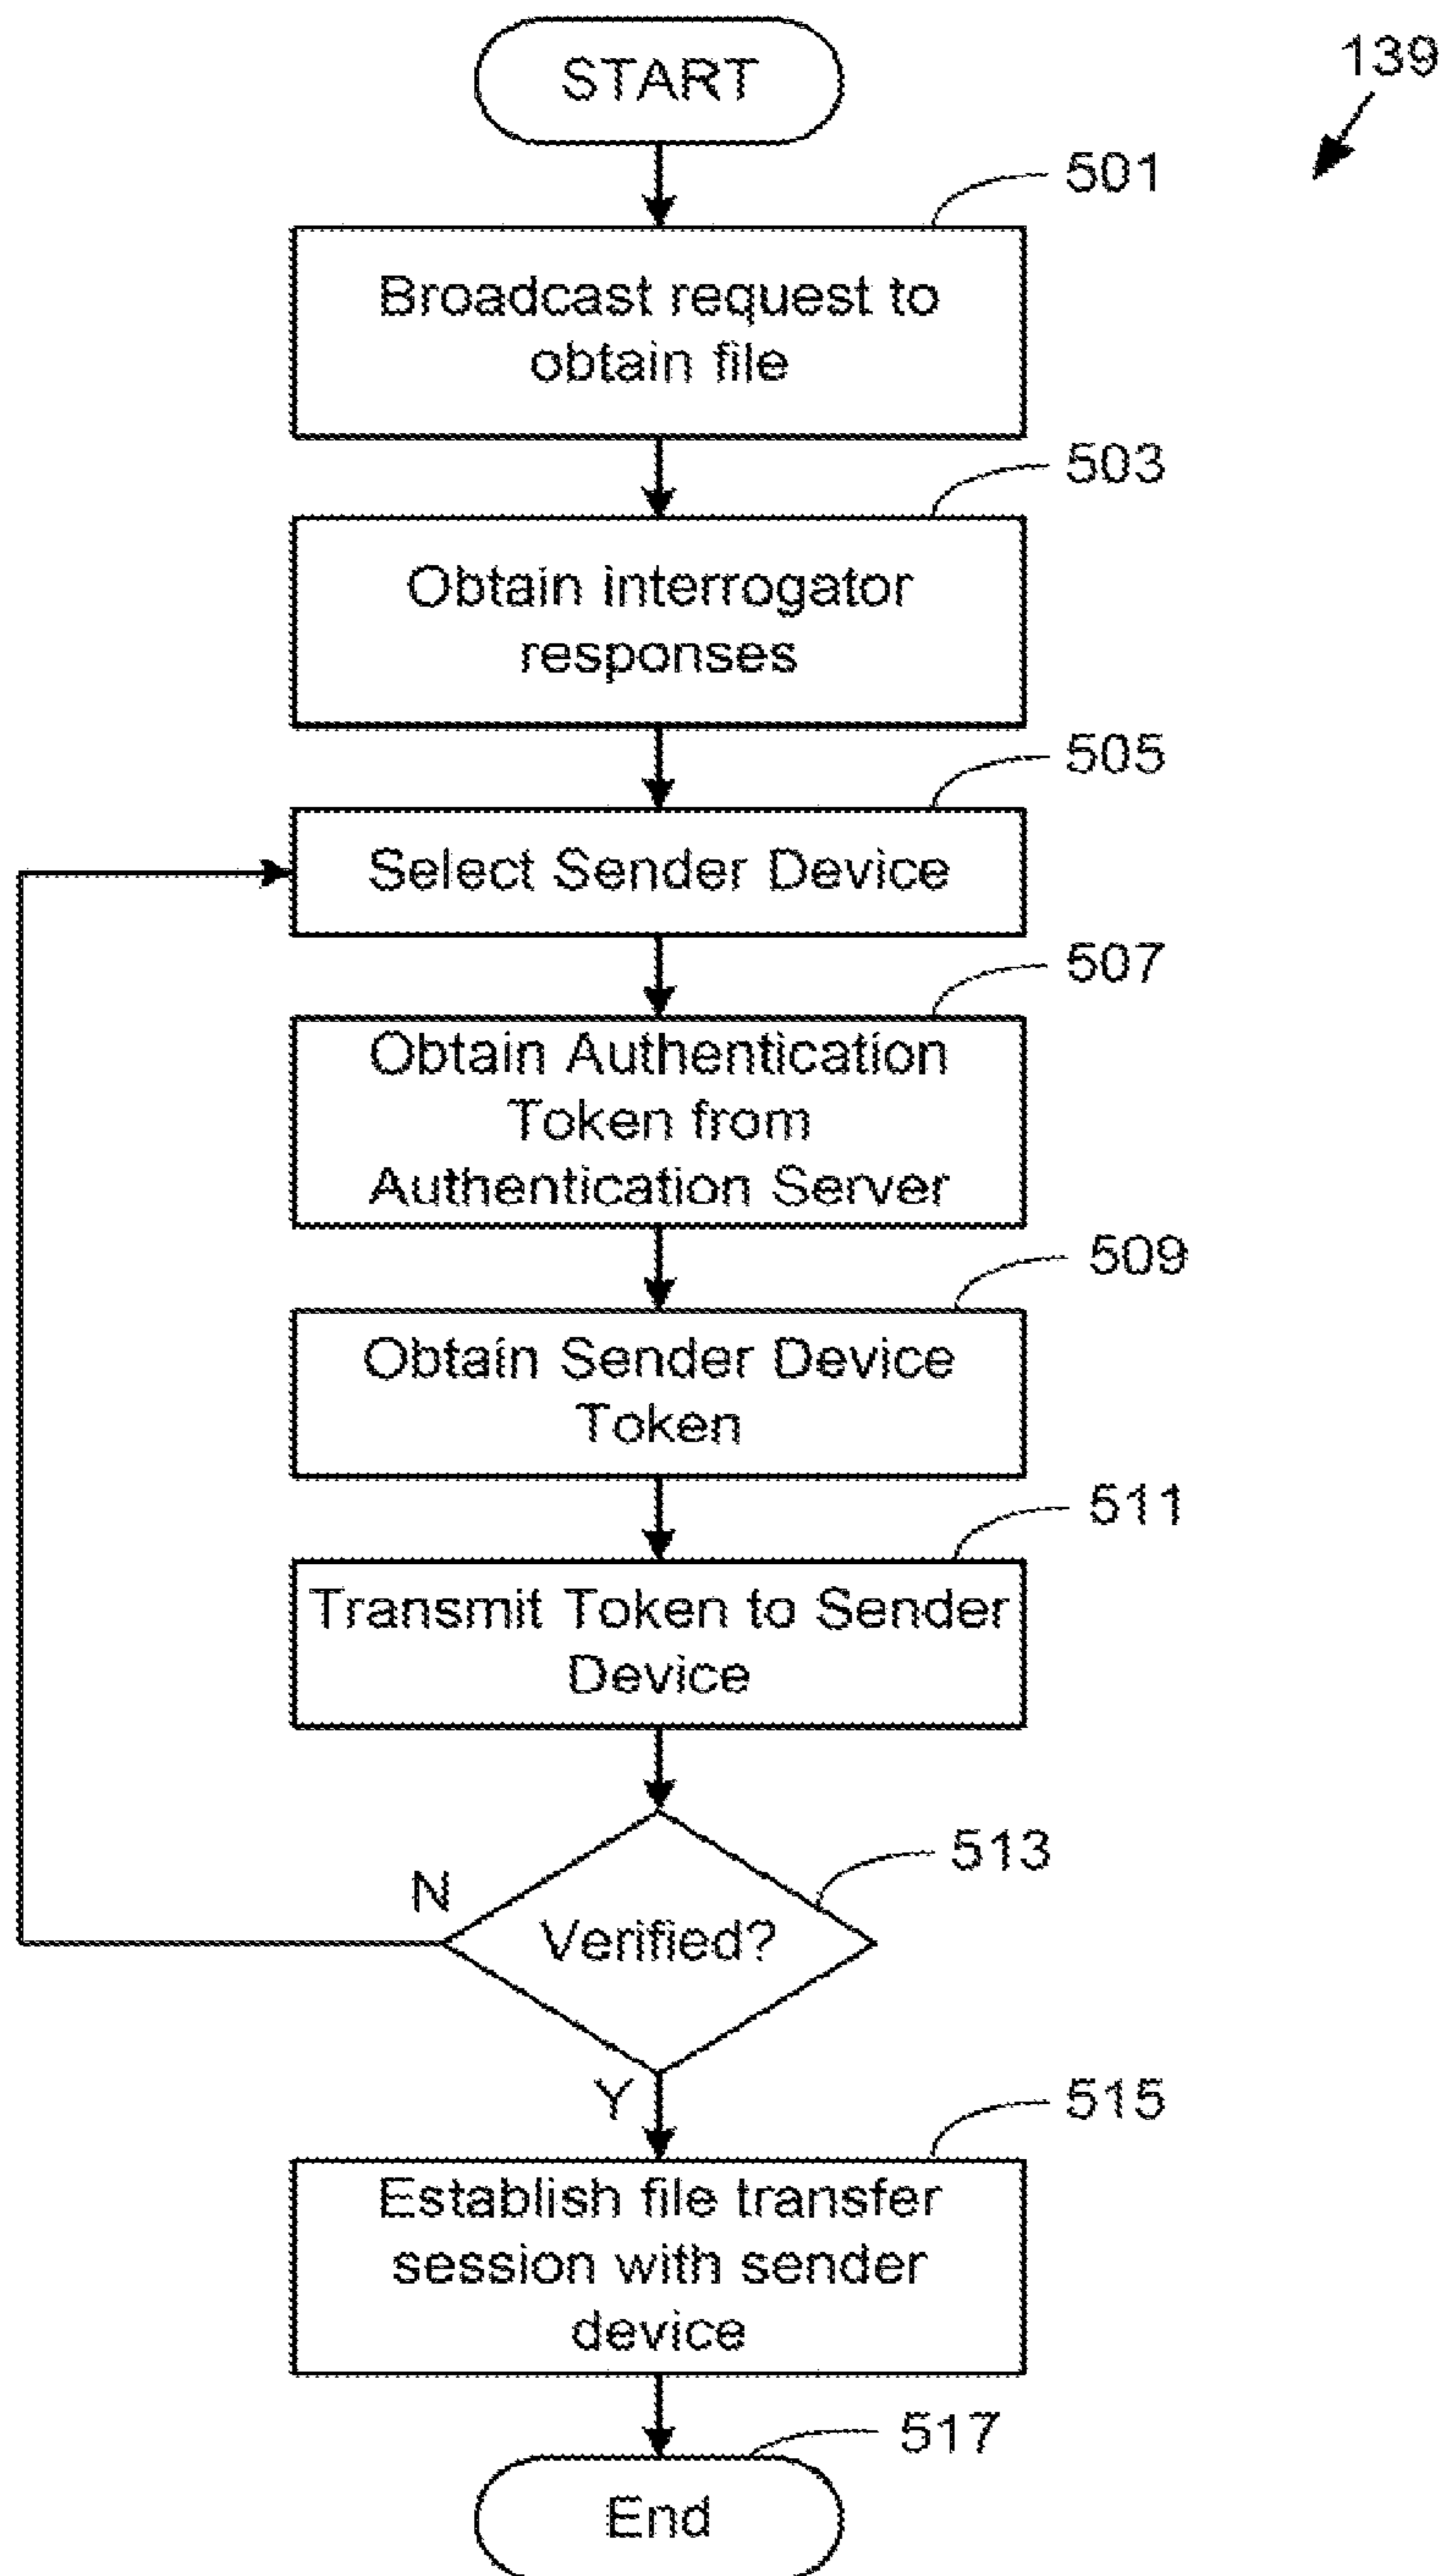 START
139
501
Broadcast request to
obtain file
503
Obtain interrogator
responses
505
Select Sender Device
507
Obtain Authentication
Token from
Authentication Server
509
Obtain Sender Device
Token
511
Transmit Token to Sender
Device
513
N
Verified?
Y
515
Establish file transfer
session with sender
device
517
End